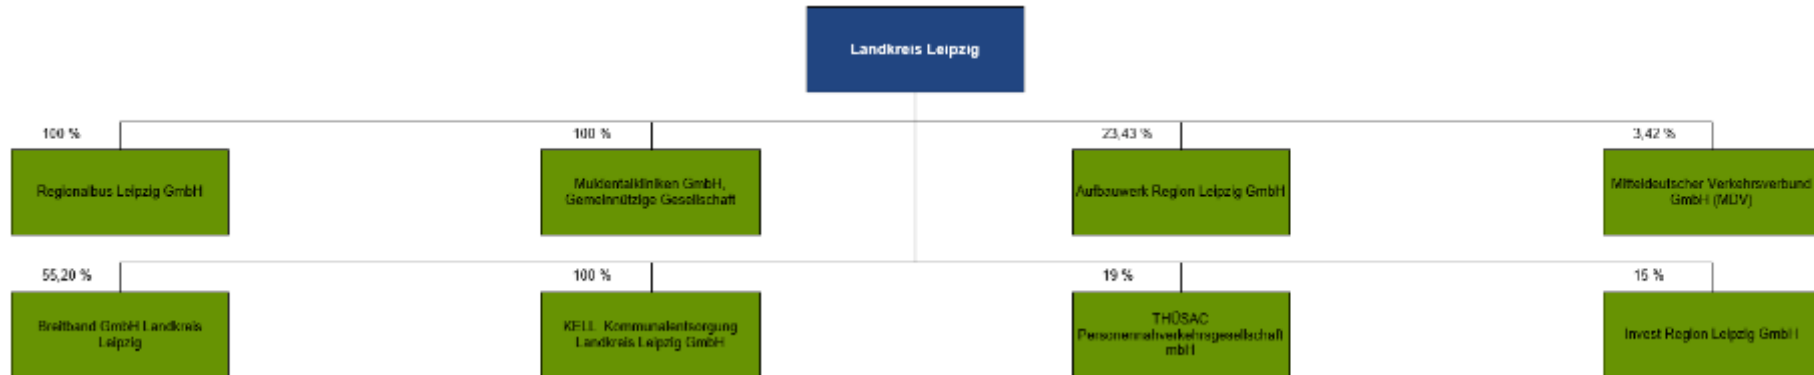 Landkreis Leipzig
100 %
100 %
23,43 %
3,42 %
Regionalbus Leipzig GmbH
Muldentalkliniken GmbH,
Gemeinnützige Gesellschaft
Aufbauwerk Region Leipzig GmbH
Mitteldeutscher Verkehrsverbund
GmbH (MDV)
55,20 %
100 %
19 %
15 %
Breitband GmbH Landkreis
Leipzig
KELL Kommunalentsorgung
Landkreis Leipzig GmbH
THÜSAC
Personennahverkehrsgesellschaft
mbH
Invest Region Leipzig GmbH